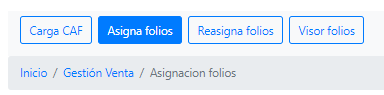 Carga CAF Asigna folios Reasigna folios Visor folios
Inicio / Gestión Venta / Asignacion folios